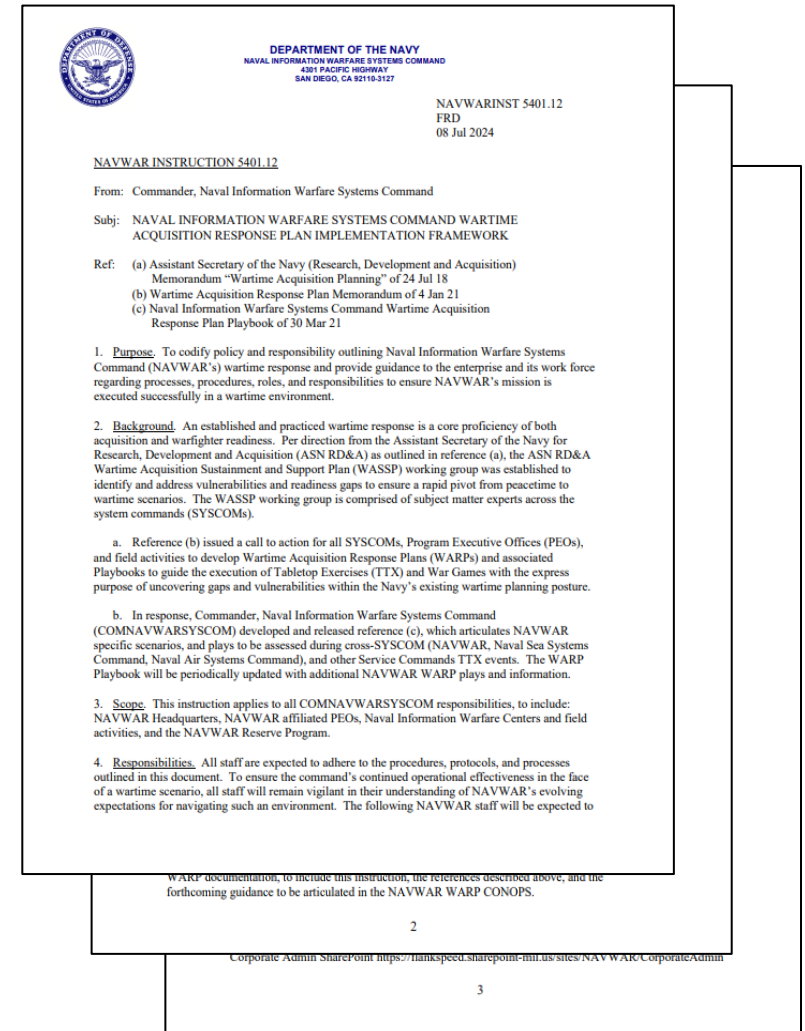 DEPARTMENT OF THE NAVY
NAVAL INFORMATION WARFARE SYSTEMS COMMAND
4301 PACIFIC HIGHWAY
SAN DIEGO, CA 92110-3127
DEPARTMENT OF DEFENSE
UNITED STATES OF AMERICA
NAVWARINST 5401.12
FRD
08 Jul 2024
NAVWAR INSTRUCTION 5401.12
From: Commander, Naval Information Warfare Systems Command
Subj: NAVAL INFORMATION WARFARE SYSTEMS COMMAND WARTIME
ACQUISITION RESPONSE PLAN IMPLEMENTATION FRAMEWORK
Ref: (a) Assistant Secretary of the Navy (Research, Development and Acquisition)
Memorandum “Wartime Acquisition Planning” of 24 Jul 18
(b) Wartime Acquisition Response Plan Memorandum of 4 Jan 21
(c) Naval Information Warfare Systems Command Wartime Acquisition
Response Plan Playbook of 30 Mar 21
1. Purpose. To codify policy and responsibility outlining Naval Information Warfare Systems
Command (NAVWAR’s) wartime response and provide guidance to the enterprise and its work force
regarding processes, procedures, roles, and responsibilities to ensure NAVWAR’s mission is
executed successfully in a wartime environment.
2. Background. An established and practiced wartime response is a core proficiency of both
acquisition and warfighter readiness. Per direction from the Assistant Secretary of the Navy for
Research, Development and Acquisition (ASN RD&A) as outlined in reference (a), the ASN RD&A
Wartime Acquisition Sustainment and Support Plan (WASSP) working group was established to
identify and address vulnerabilities and readiness gaps to ensure a rapid pivot from peacetime to
wartime scenarios. The WASSP working group is comprised of subject matter experts across the
system commands (SYSCOMs).
a. Reference (b) issued a call to action for all SYSCOMs, Program Executive Offices (PEOs),
and field activities to develop Wartime Acquisition Response Plans (WARPs) and associated
Playbooks to guide the execution of Tabletop Exercises (TTX) and War Games with the express
purpose of uncovering gaps and vulnerabilities within the Navy’s existing wartime planning posture.
b. In response, Commander, Naval Information Warfare Systems Command
(COMNAVWARSYSCOM) developed and released reference (c), which articulates NAVWAR
specific scenarios, and plays to be assessed during cross-SYSCOM (NAVWAR, Naval Sea Systems
Command, Naval Air Systems Command), and other Service Commands TTX events. The WARP
Playbook will be periodically updated with additional NAVWAR WARP plays and information.
3. Scope. This instruction applies to all COMNAVWARSYSCOM responsibilities, to include:
NAVWAR Headquarters, NAVWAR affiliated PEOs, Naval Information Warfare Centers and field
activities, and the NAVWAR Reserve Program.
4. Responsibilities. All staff are expected to adhere to the procedures, protocols, and processes
outlined in this document. To ensure the command’s continued operational effectiveness in the face
of a wartime scenario, all staff will remain vigilant in their understanding of NAVWAR’s evolving
expectations for navigating such an environment. The following NAVWAR staff will be expected to
WARP documentation, to include this instruction, the references described above, and the
forthcoming guidance to be articulated in the NAVWAR WARP CONOPS.
2
Corporate Admin SharePoint https://flankspeed.sharepoint-mil.us/sites/NAVWAR/CorporateAdmin
3